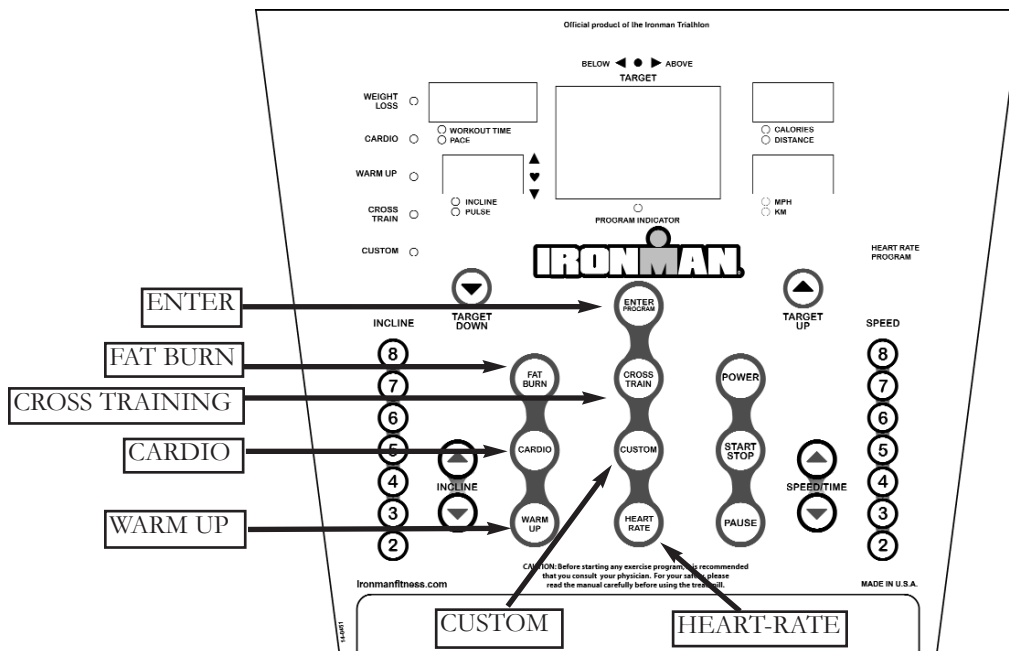 Official product of the Ironman Triathlon
BELOW ABOVE
TARGET
WEIGHT
LOSS
WORKOUT TIME
PACE
CALORIES
DISTANCE
CARDIO
WARM UP
INCLINE
PULSE
MPH
KM
CROSS
TRAIN
PROGRAM INDICATOR
CUSTOM
IRONMAN
HEART RATE
PROGRAM
ENTER
ENTER
PROGRAM
TARGET
DOWN
TARGET
UP
INCLINE
SPEED
FAT BURN
CROSS TRAINING
CARDIO
WARM UP
8
7
6
5
4
3
2
INCLINE
FAT
BURN
CARDIO
WARM
UP
CROSS
TRAIN
CUSTOM
HEART
RATE
POWER
START
STOP
PAUSE
SPEED/TIME
8
7
6
5
4
3
2
CAUTION: Before starting any exercise program, it is recommended
that you consult your physician. For your safety, please
read the manual carefully before using the treadmill.
Ironmanfitness.com
MADE IN U.S.A.
CUSTOM
HEART-RATE
14-0451